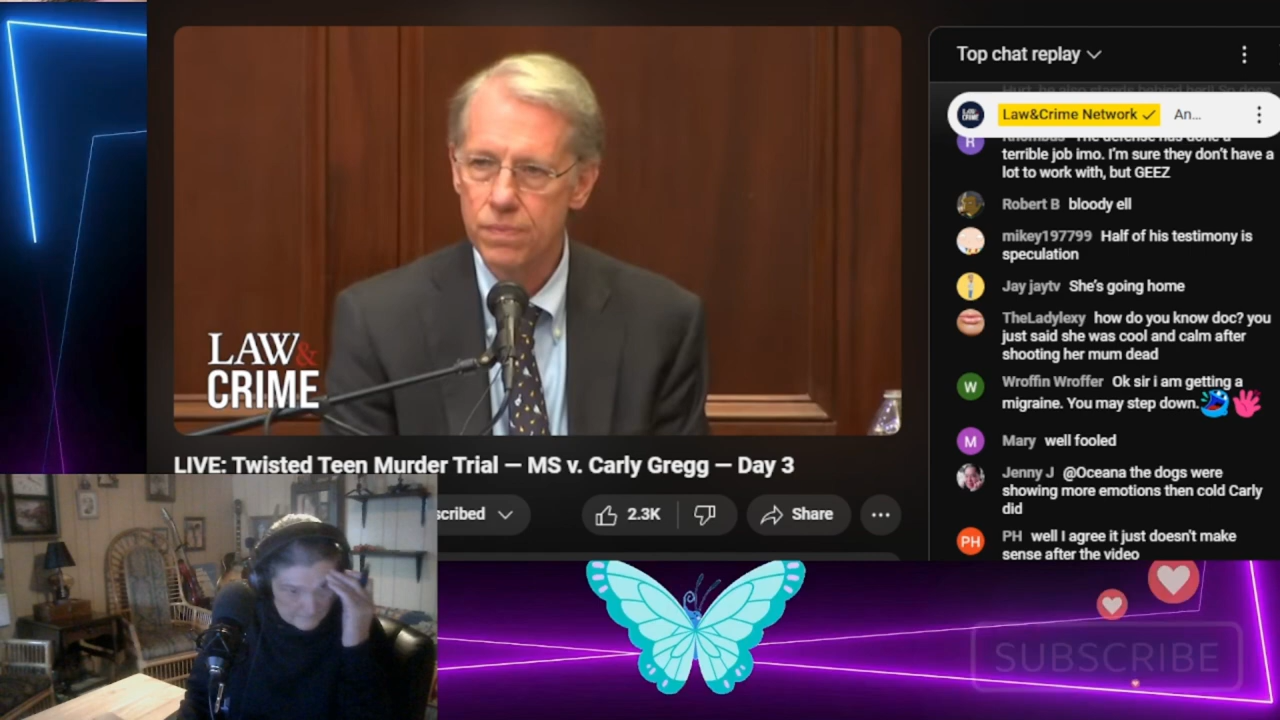 Top chat replay
LAW&
CRIME
Law&Crime Network
An...
R
terrible job imo. I'm sure they don't have a
lot to work with, but GEEZ
Robert B bloody ell
mikey197799 Half of his testimony is
speculation
Jay jaytv She's going home
TheLadylexy how do you know doc? you
just said she was cool and calm after
shooting her mum dead
W
Wroffin Wroffer Ok sir i am getting a
migraine. You may step down.
M
Mary well fooled
Jenny J @Oceana the dogs were
showing more emotions then cold Carly
did
PH
PH well I agree it just doesn't make
sense after the video
LAW&
CRIME
LIVE: Twisted Teen Murder Trial — MS v. Carly Gregg — Day 3
scribed
2.3K
Share
SUBSCRIBE